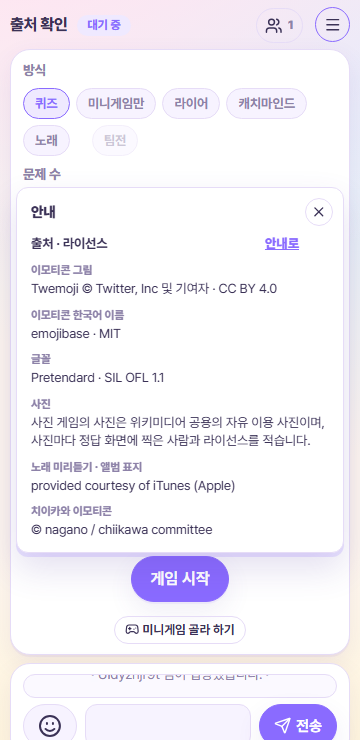 출처 확인 대기 중 1
방식
퀴즈 미니게임만 라이어 캐치마인드
노래 팀전
문제 수
안내
출처 · 라이선스 안내로
이모티콘 그림
Twemoji © Twitter, Inc 및 기여자 · CC BY 4.0
이모티콘 한국어 이름
emojibase · MIT
글꼴
Pretendard · SIL OFL 1.1
사진
사진 게임의 사진은 위키미디어 공용의 자유 이용 사진이며,
사진마다 정답 화면에 찍은 사람과 라이선스를 적습니다.
노래 미리듣기 · 앨범 표지
provided courtesy of iTunes (Apple)
치이카와 이모티콘
© nagano / chiikawa committee
게임 시작
미니게임 골라 하기
님이 입장했습니다.
전송